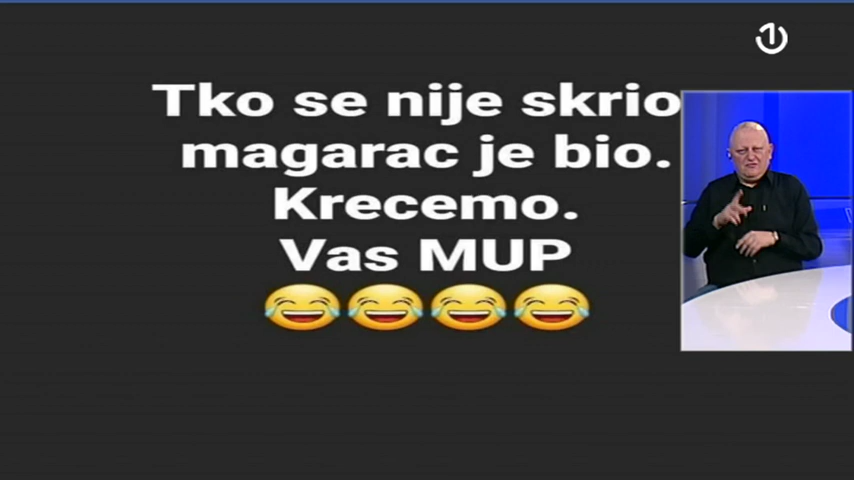 Tko se nije skrio
magarac je bio.
Krecemo.
Vas MUP
😂😂😂😂